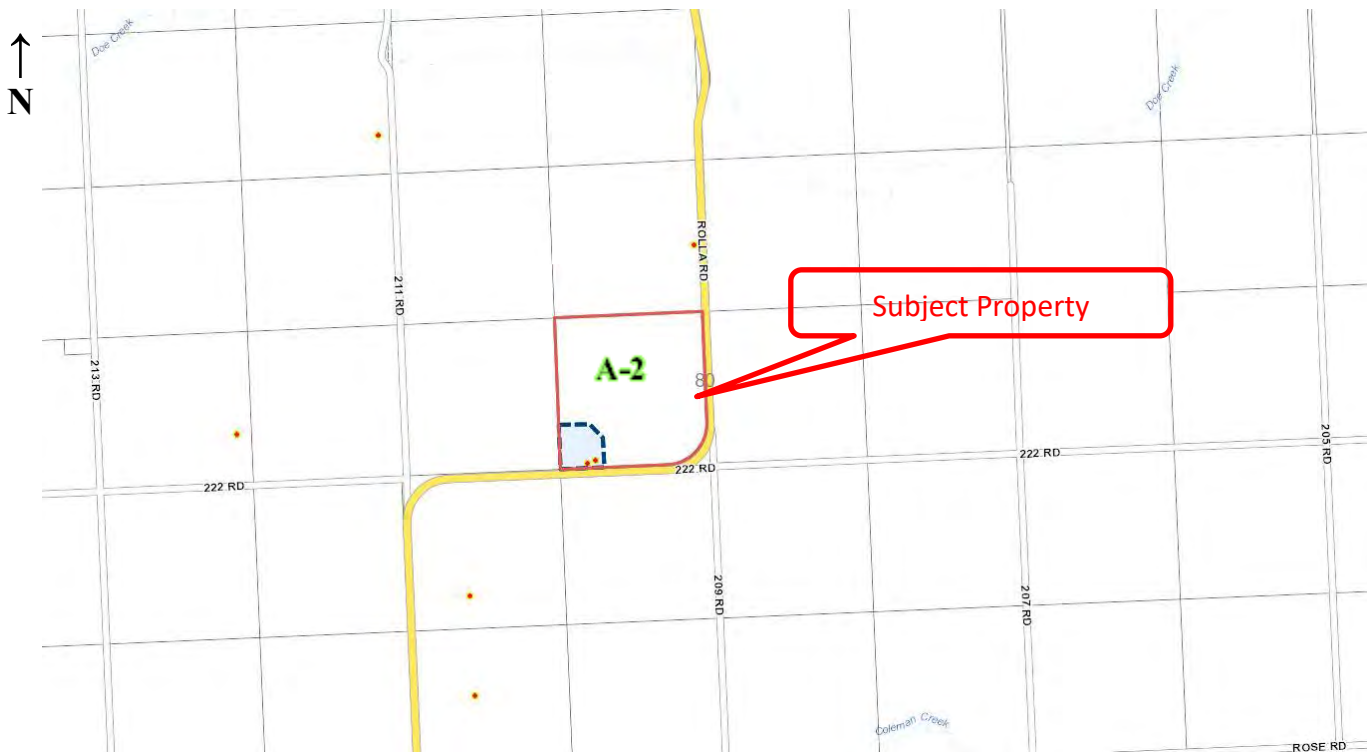 Doe Creek
↑
N
Doe Creek
ROLLA RD
211 RD
Subject Property
A-2
80
213 RD
205 RD
222 RD
222 RD
222 RD
209 RD
207 RD
Coleman Creek
ROSE RD